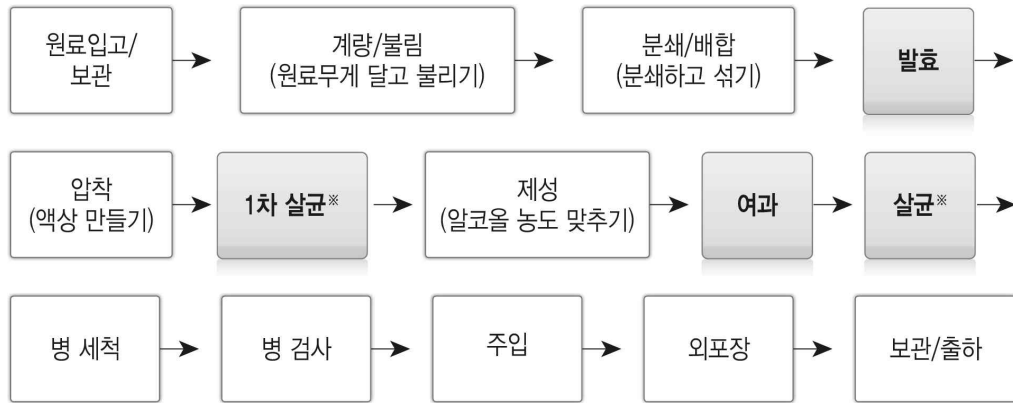 원료입고/
보관
계량/불림
(원료무게 달고 불리기)
분쇄/배합
(분쇄하고 섞기)
발효
압착
(액상 만들기)
1차 살균※
제성
(알코올 농도 맞추기)
여과
살균※
병 세척
병 검사
주입
외포장
보관/출하